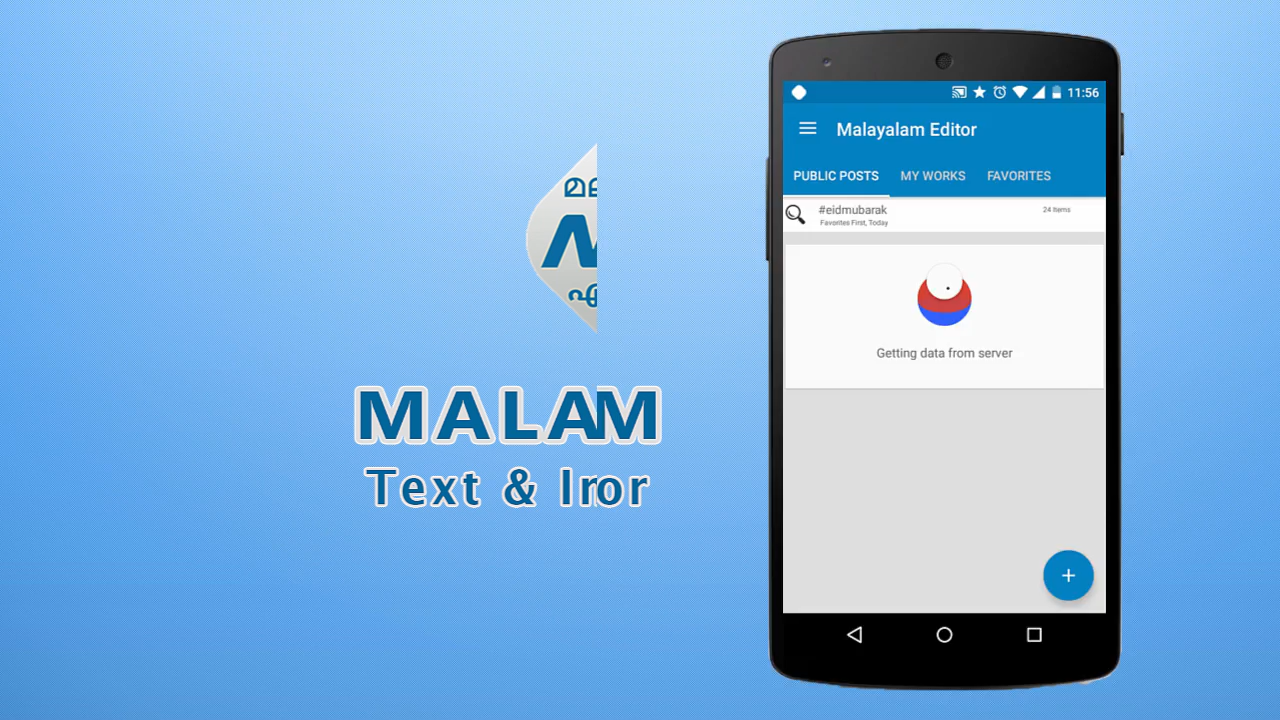 മല
M
എ
MALAM
Text & Iror
11:56
Malayalam Editor
PUBLIC POSTS MY WORKS FAVORITES
#eidmubarak 24 Items
Favorites First, Today
Getting data from server